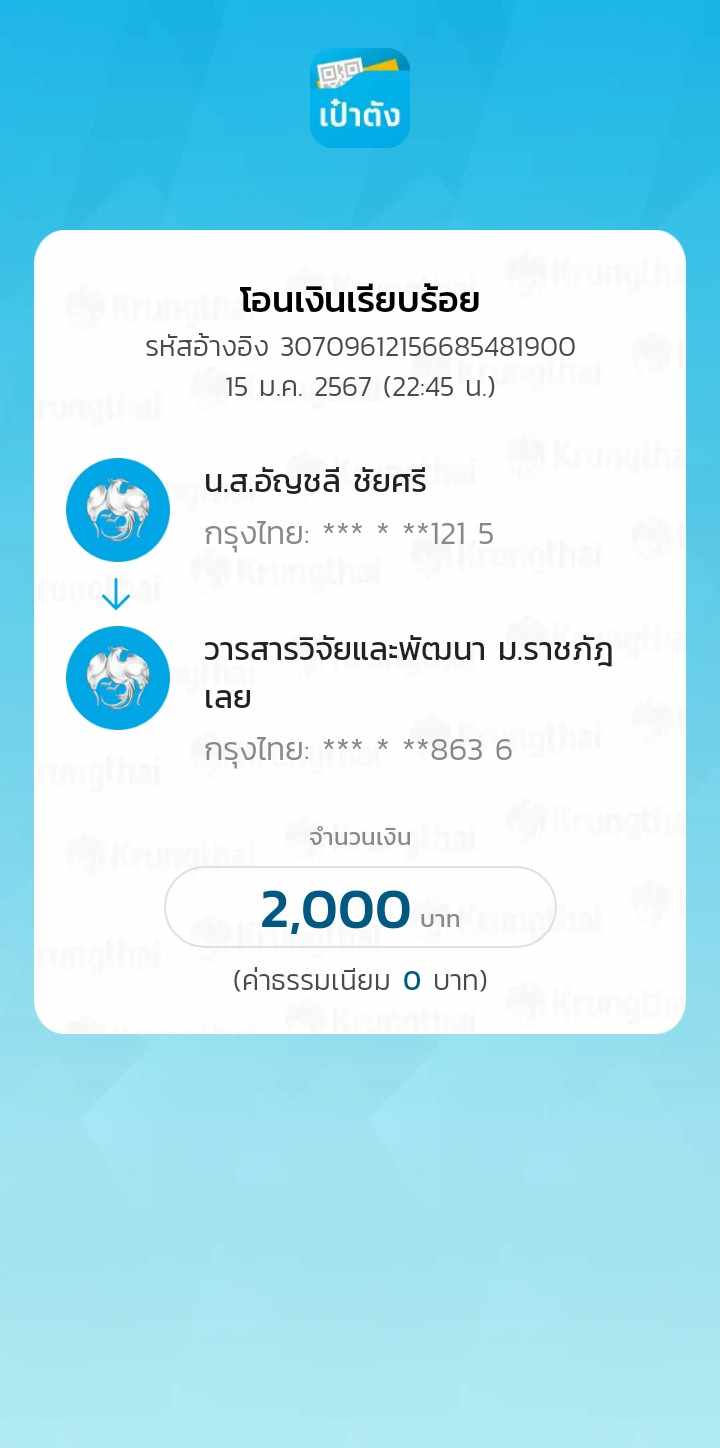 เป๋าตัง
โอนเงินเรียบร้อย
รหัสอ้างอิง 30709612156685481900
15 ม.ค. 2567 (22:45 น.)
น.ส.อัญชลี ชัยศรี
กรุงไทย: *** * **121 5
วารสารวิจัยและพัฒนา ม.ราชภัฏ
เลย
กรุงไทย: *** * **863 6
จำนวนเงิน
2,000 บาท
(ค่าธรรมเนียม 0 บาท)